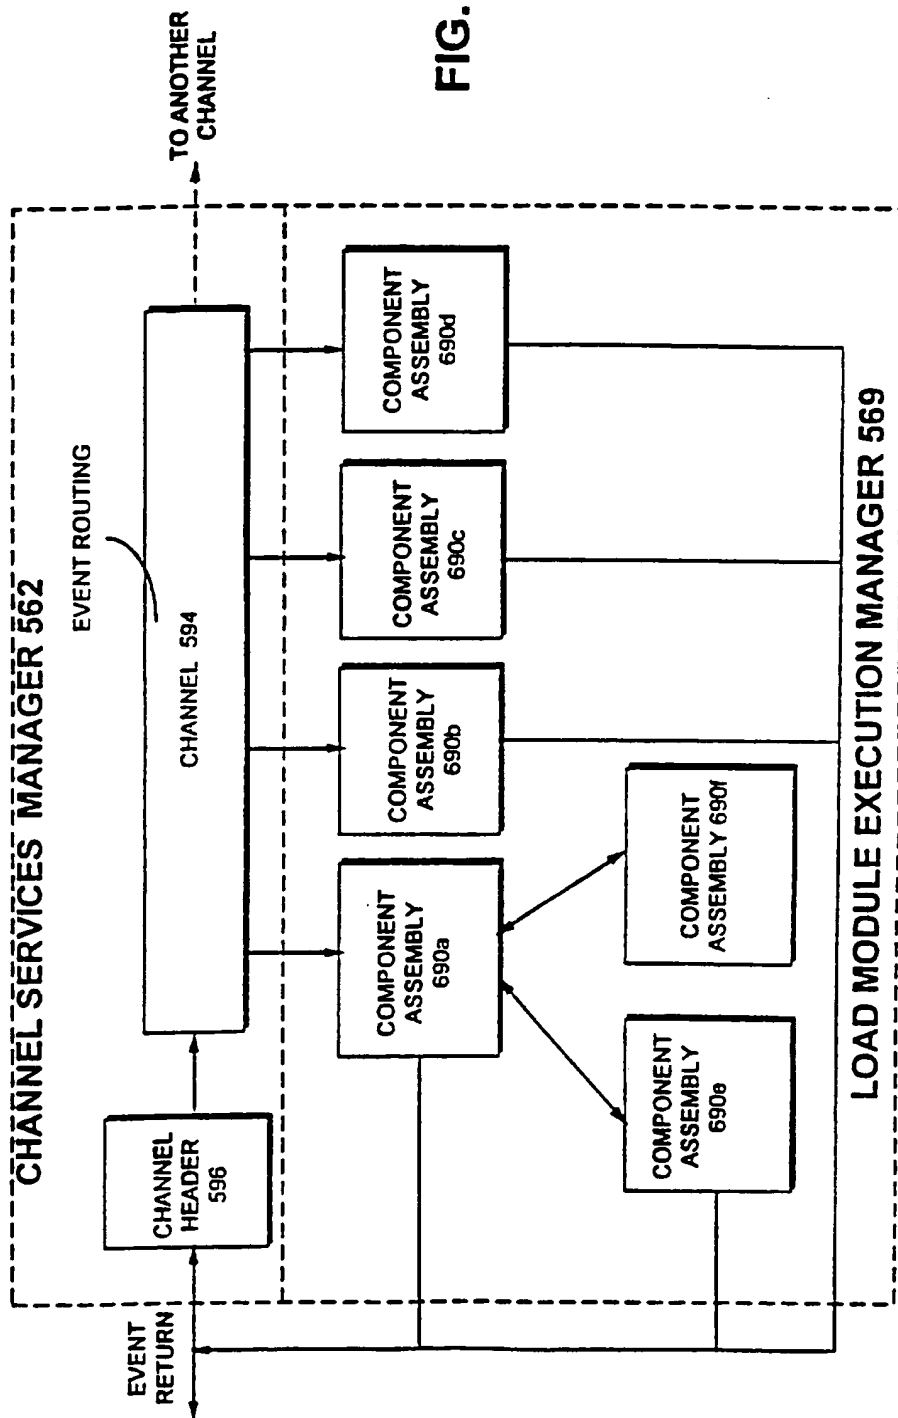 CHANNEL SERVICES MANAGER 562
EVENT ROUTING
EVENT
RETURN
CHANNEL
HEADER
596
CHANNEL 594
TO ANOTHER
CHANNEL
COMPONENT
ASSEMBLY
690a
COMPONENT
ASSEMBLY
690b
COMPONENT
ASSEMBLY
690c
COMPONENT
ASSEMBLY
690d
COMPONENT
ASSEMBLY
690e
COMPONENT
ASSEMBLY 690f
LOAD MODULE EXECUTION MANAGER 569
FIG.